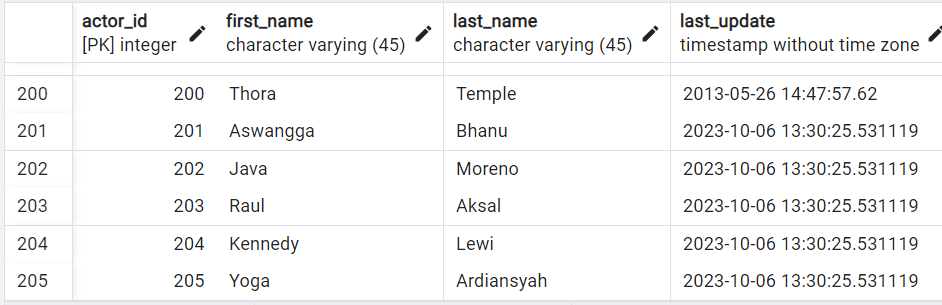 actor_id first_name last_name last_update
[PK] integer character varying (45) character varying (45) timestamp without time zone
200 200 Thora Temple 2013-05-26 14:47:57.62
201 201 Aswangga Bhanu 2023-10-06 13:30:25.531119
202 202 Java Moreno 2023-10-06 13:30:25.531119
203 203 Raul Aksal 2023-10-06 13:30:25.531119
204 204 Kennedy Lewi 2023-10-06 13:30:25.531119
205 205 Yoga Ardiansyah 2023-10-06 13:30:25.531119